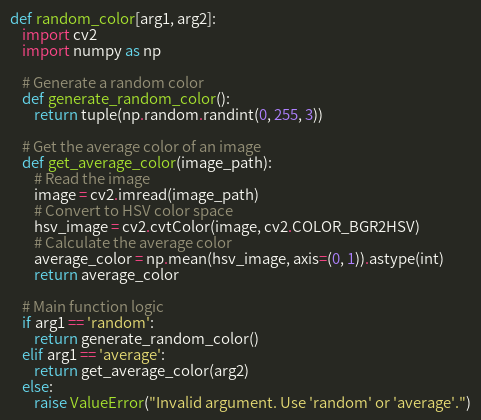 def random_color[arg1, arg2]:
    import cv2
    import numpy as np

    # Generate a random color
    def generate_random_color():
        return tuple(np.random.randint(0, 255, 3))

    # Get the average color of an image
    def get_average_color(image_path):
        # Read the image
        image = cv2.imread(image_path)
        # Convert to HSV color space
        hsv_image = cv2.cvtColor(image, cv2.COLOR_BGR2HSV)
        # Calculate the average color
        average_color = np.mean(hsv_image, axis=(0, 1)).astype(int)
        return average_color

    # Main function logic
    if arg1 == 'random':
        return generate_random_color()
    elif arg1 == 'average':
        return get_average_color(arg2)
    else:
        raise ValueError("Invalid argument. Use 'random' or 'average'.")